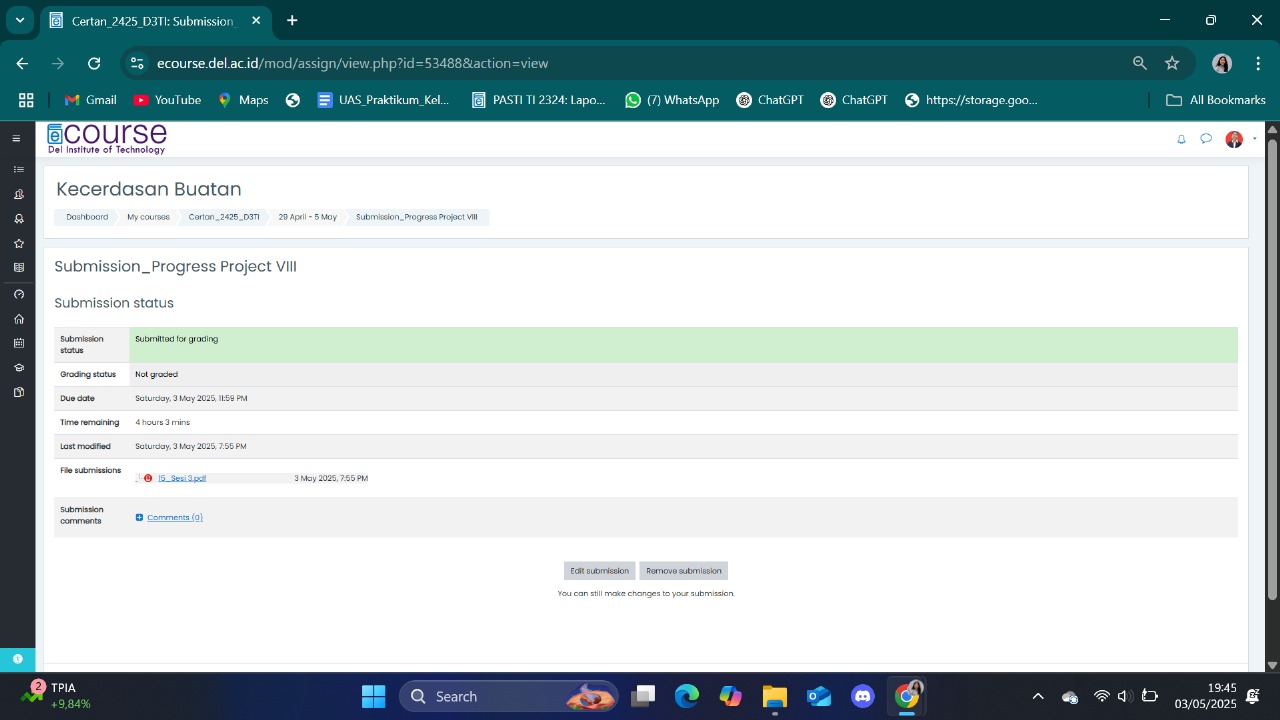 Certan_2425_D3TI: Submission_
ecourse.del.ac.id/mod/assign/view.php?id=53488&action=view
Gmail YouTube Maps UAS_Praktikum_Kel... PASTI TI 2324: Lapo... (7) WhatsApp ChatGPT ChatGPT https://storage.goo... All Bookmarks
ecourse
Del Institute of Technology
Kecerdasan Buatan
Dashboard My courses Certan_2425_D3TI 29 April - 5 May Submission_Progress Project VIII
Submission_Progress Project VIII
Submission status
Submission status Submitted for grading
Grading status Not graded
Due date Saturday, 3 May 2025, 11:59 PM
Time remaining 4 hours 3 mins
Last modified Saturday, 3 May 2025, 7:55 PM
File submissions 15_Sesi 3.pdf 3 May 2025, 7:55 PM
Submission comments Comments (0)
Edit submission Remove submission
You can still make changes to your submission.
2 TPIA
+9,84%
Search
19:45
03/05/2025